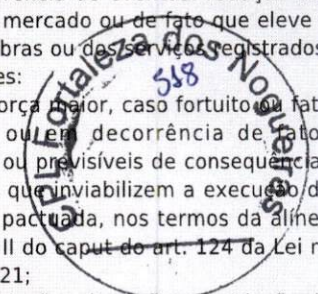 mercado ou de fato que eleve
bras ou dos serviços registrados
es:
orça maior, caso fortuito ou fat
ou em decorrência de fato
ou previsíveis de consequência
que inviabilizem a execução d
pactuada, nos termos da alíne
II do caput do art. 124 da Lei n
21;
CPL Fortaleza dos Nogueiras
518